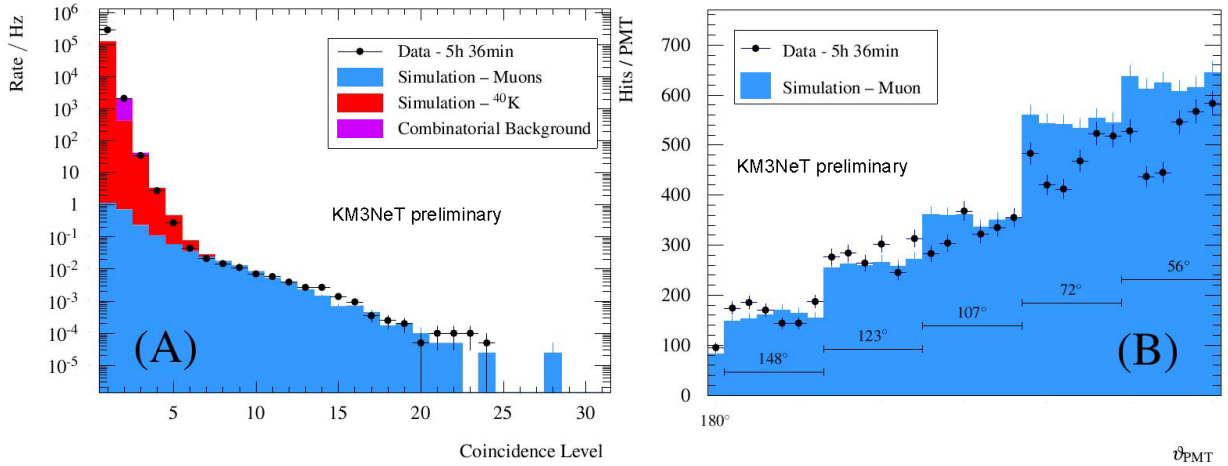 Rate / Hz
10^6
10^5
10^4
10^3
10^2
10
1
10^-1
10^-2
10^-3
10^-4
10^-5
Data - 5h 36min
Simulation – Muons
Simulation – ^40K
Combinatorial Background
KM3NeT preliminary
(A)
5 10 15 20 25 30
Coincidence Level
Hits / PMT
700
600
500
400
300
200
100
0
Data - 5h 36min
Simulation – Muon
KM3NeT preliminary
56°
72°
107°
123°
148°
(B)
180°
ϑPMT